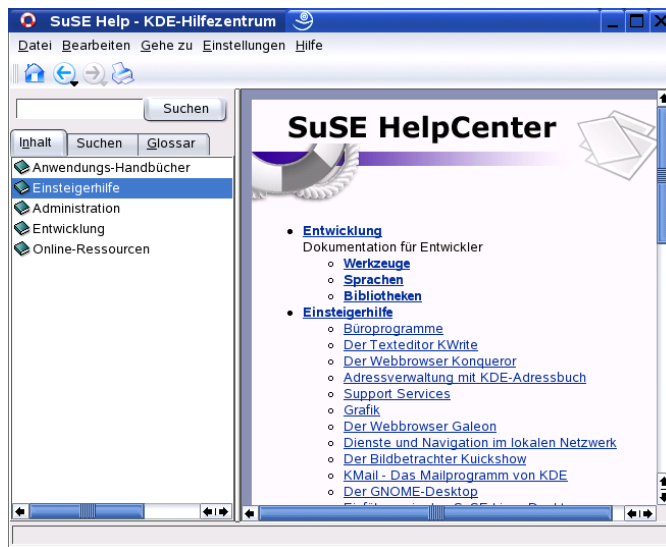 SuSE Help - KDE-Hilfezentrum
Datei Bearbeiten Gehe zu Einstellungen Hilfe
Suchen
Inhalt Suchen Glossar
Anwendungs-Handbücher
Einsteigerhilfe
Administration
Entwicklung
Online-Ressourcen
SuSE HelpCenter
Entwicklung
Dokumentation für Entwickler
Werkzeuge
Sprachen
Bibliotheken
Einsteigerhilfe
Büroprogramme
Der Texteditor KWrite
Der Webbrowser Konqueror
Adressverwaltung mit KDE-Adressbuch
Support Services
Grafik
Der Webbrowser Galeon
Dienste und Navigation im lokalen Netzwerk
Der Bildbetrachter Kuickshow
KMail - Das Mailprogramm von KDE
Der GNOME-Desktop